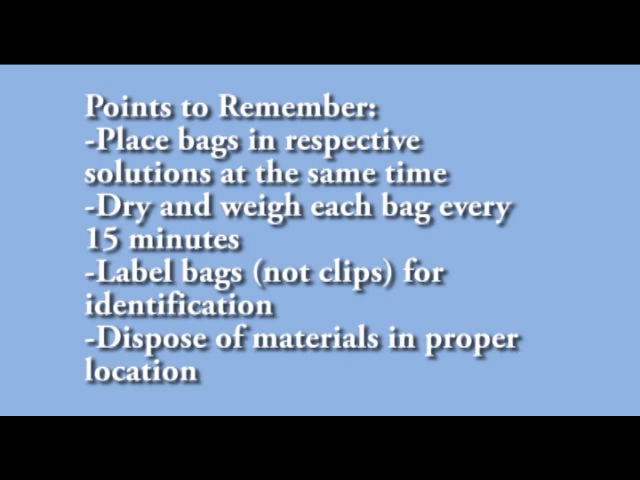 Points to Remember:
-Place bags in respective
solutions at the same time
-Dry and weigh each bag every
15 minutes
-Label bags (not clips) for
identification
-Dispose of materials in proper
location